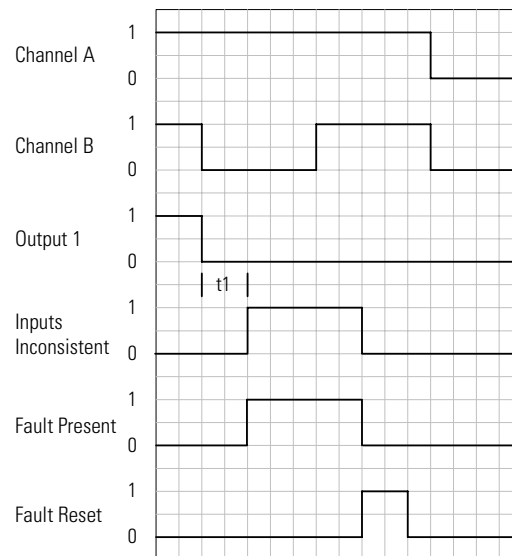 1
Channel A
0
1
Channel B
0
1
Output 1
0
t1
1
Inputs
Inconsistent 0
1
Fault Present
0
1
Fault Reset
0